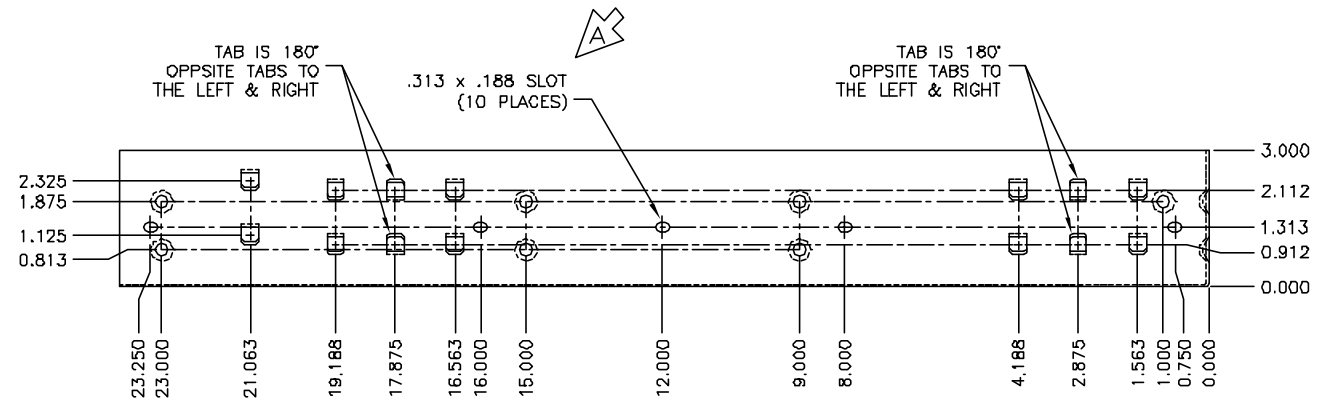 A
TAB IS 180°
OPPSITE TABS TO
THE LEFT & RIGHT
.313 x .188 SLOT
(10 PLACES)
TAB IS 180°
OPPSITE TABS TO
THE LEFT & RIGHT
2.325
1.875
1.125
0.813
3.000
2.112
1.313
0.912
0.000
23.250
23.000
21.063
19.188
17.875
16.563
16.000
15.000
12.000
9.000
8.000
4.188
2.875
1.563
1.000
0.750
0.000